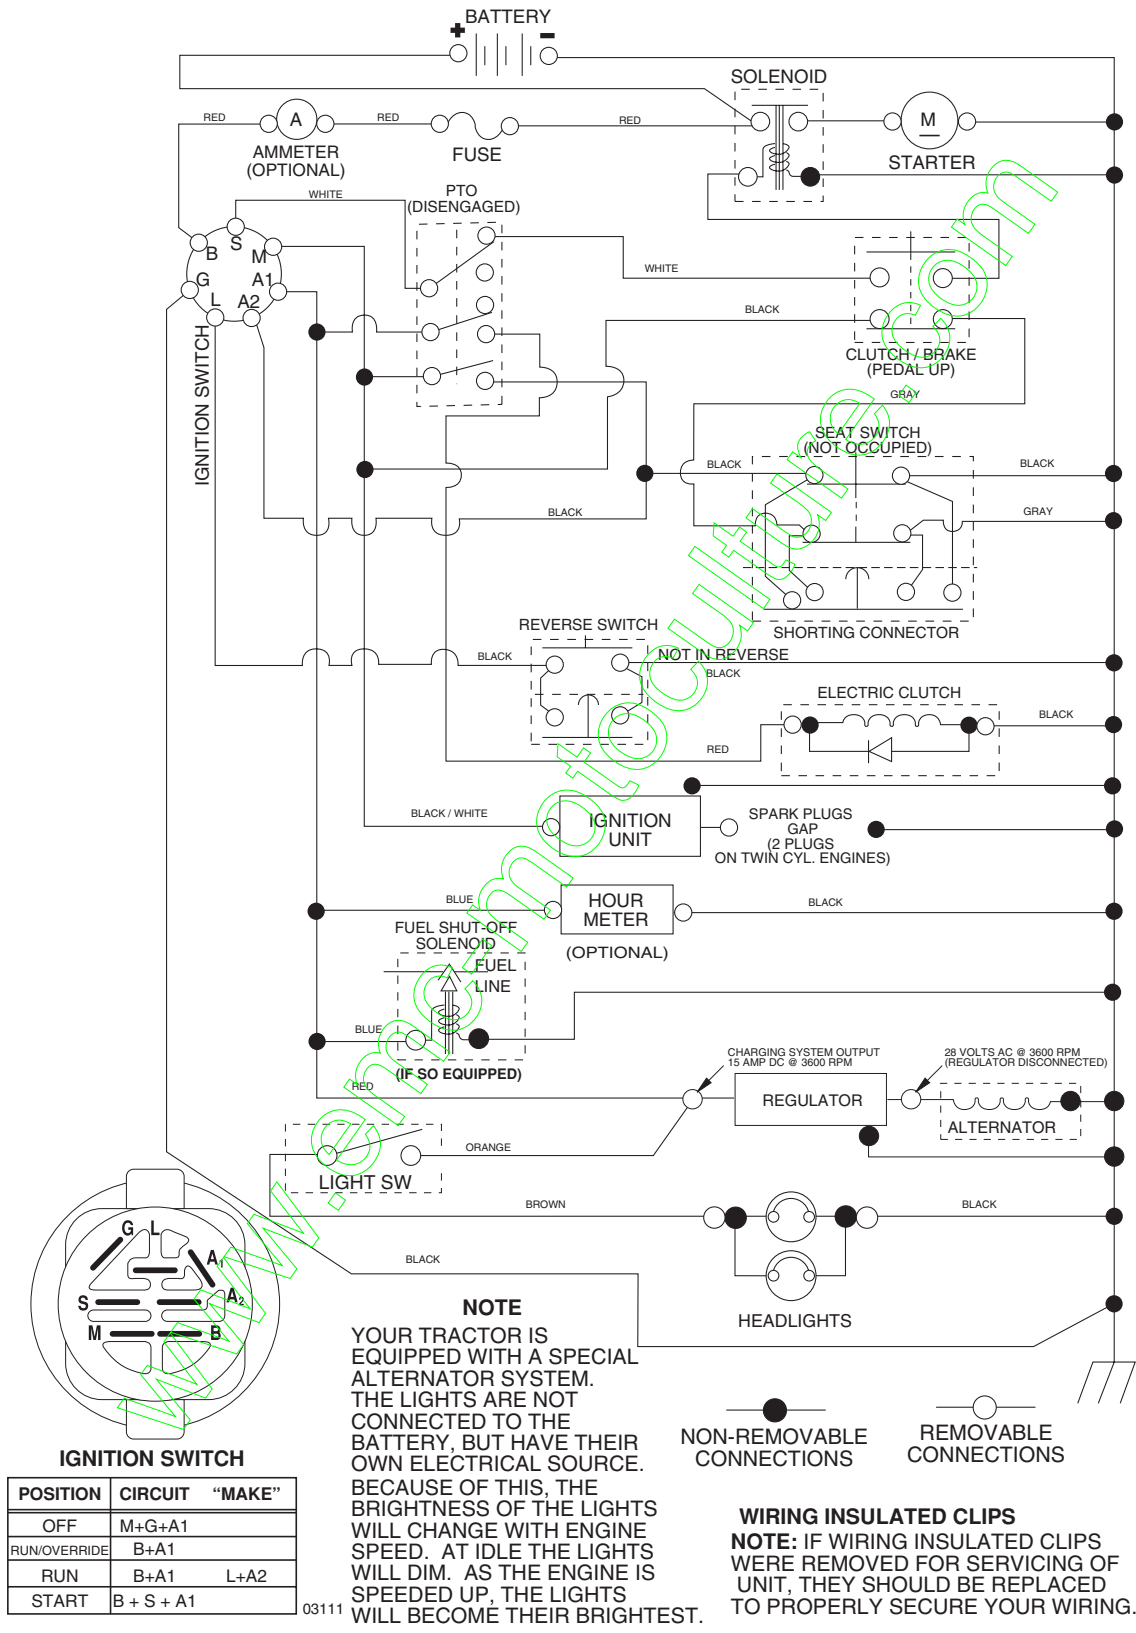 BATTERY
+ -
SOLENOID
RED
A
RED
RED
M
AMMETER
(OPTIONAL)
FUSE
STARTER
WHITE
PTO
(DISENGAGED)
S
B
M
G
A1
L
A2
WHITE
BLACK
IGNITION SWITCH
CLUTCH / BRAKE
(PEDAL UP)
GRAY
SEAT SWITCH
(NOT OCCUPIED)
BLACK
BLACK
BLACK
GRAY
SHORTING CONNECTOR
REVERSE SWITCH
BLACK
NOT IN REVERSE
BLACK
ELECTRIC CLUTCH
BLACK
RED
BLACK / WHITE
IGNITION
UNIT
SPARK PLUGS
GAP
(2 PLUGS
ON TWIN CYL. ENGINES)
BLUE
HOUR
METER
BLACK
(OPTIONAL)
FUEL SHUT-OFF
SOLENOID
FUEL
LINE
BLUE
(IF SO EQUIPPED)
RED
CHARGING SYSTEM OUTPUT
15 AMP DC @ 3600 RPM
28 VOLTS AC @ 3600 RPM
(REGULATOR DISCONNECTED)
REGULATOR
ALTERNATOR
ORANGE
LIGHT SW
BROWN
BLACK
BLACK
HEADLIGHTS
G
L
A1
A2
S
M
B
IGNITION SWITCH
POSITION CIRCUIT "MAKE"
OFF M+G+A1
RUN/OVERRIDE B+A1
RUN B+A1 L+A2
START B + S + A1
03111
NOTE
YOUR TRACTOR IS
EQUIPPED WITH A SPECIAL
ALTERNATOR SYSTEM.
THE LIGHTS ARE NOT
CONNECTED TO THE
BATTERY, BUT HAVE THEIR
OWN ELECTRICAL SOURCE.
BECAUSE OF THIS, THE
BRIGHTNESS OF THE LIGHTS
WILL CHANGE WITH ENGINE
SPEED. AT IDLE THE LIGHTS
WILL DIM. AS THE ENGINE IS
SPEEDED UP, THE LIGHTS
WILL BECOME THEIR BRIGHTEST.
NON-REMOVABLE
CONNECTIONS
REMOVABLE
CONNECTIONS
WIRING INSULATED CLIPS
NOTE: IF WIRING INSULATED CLIPS
WERE REMOVED FOR SERVICING OF
UNIT, THEY SHOULD BE REPLACED
TO PROPERLY SECURE YOUR WIRING.
www.emc-motoculture.com